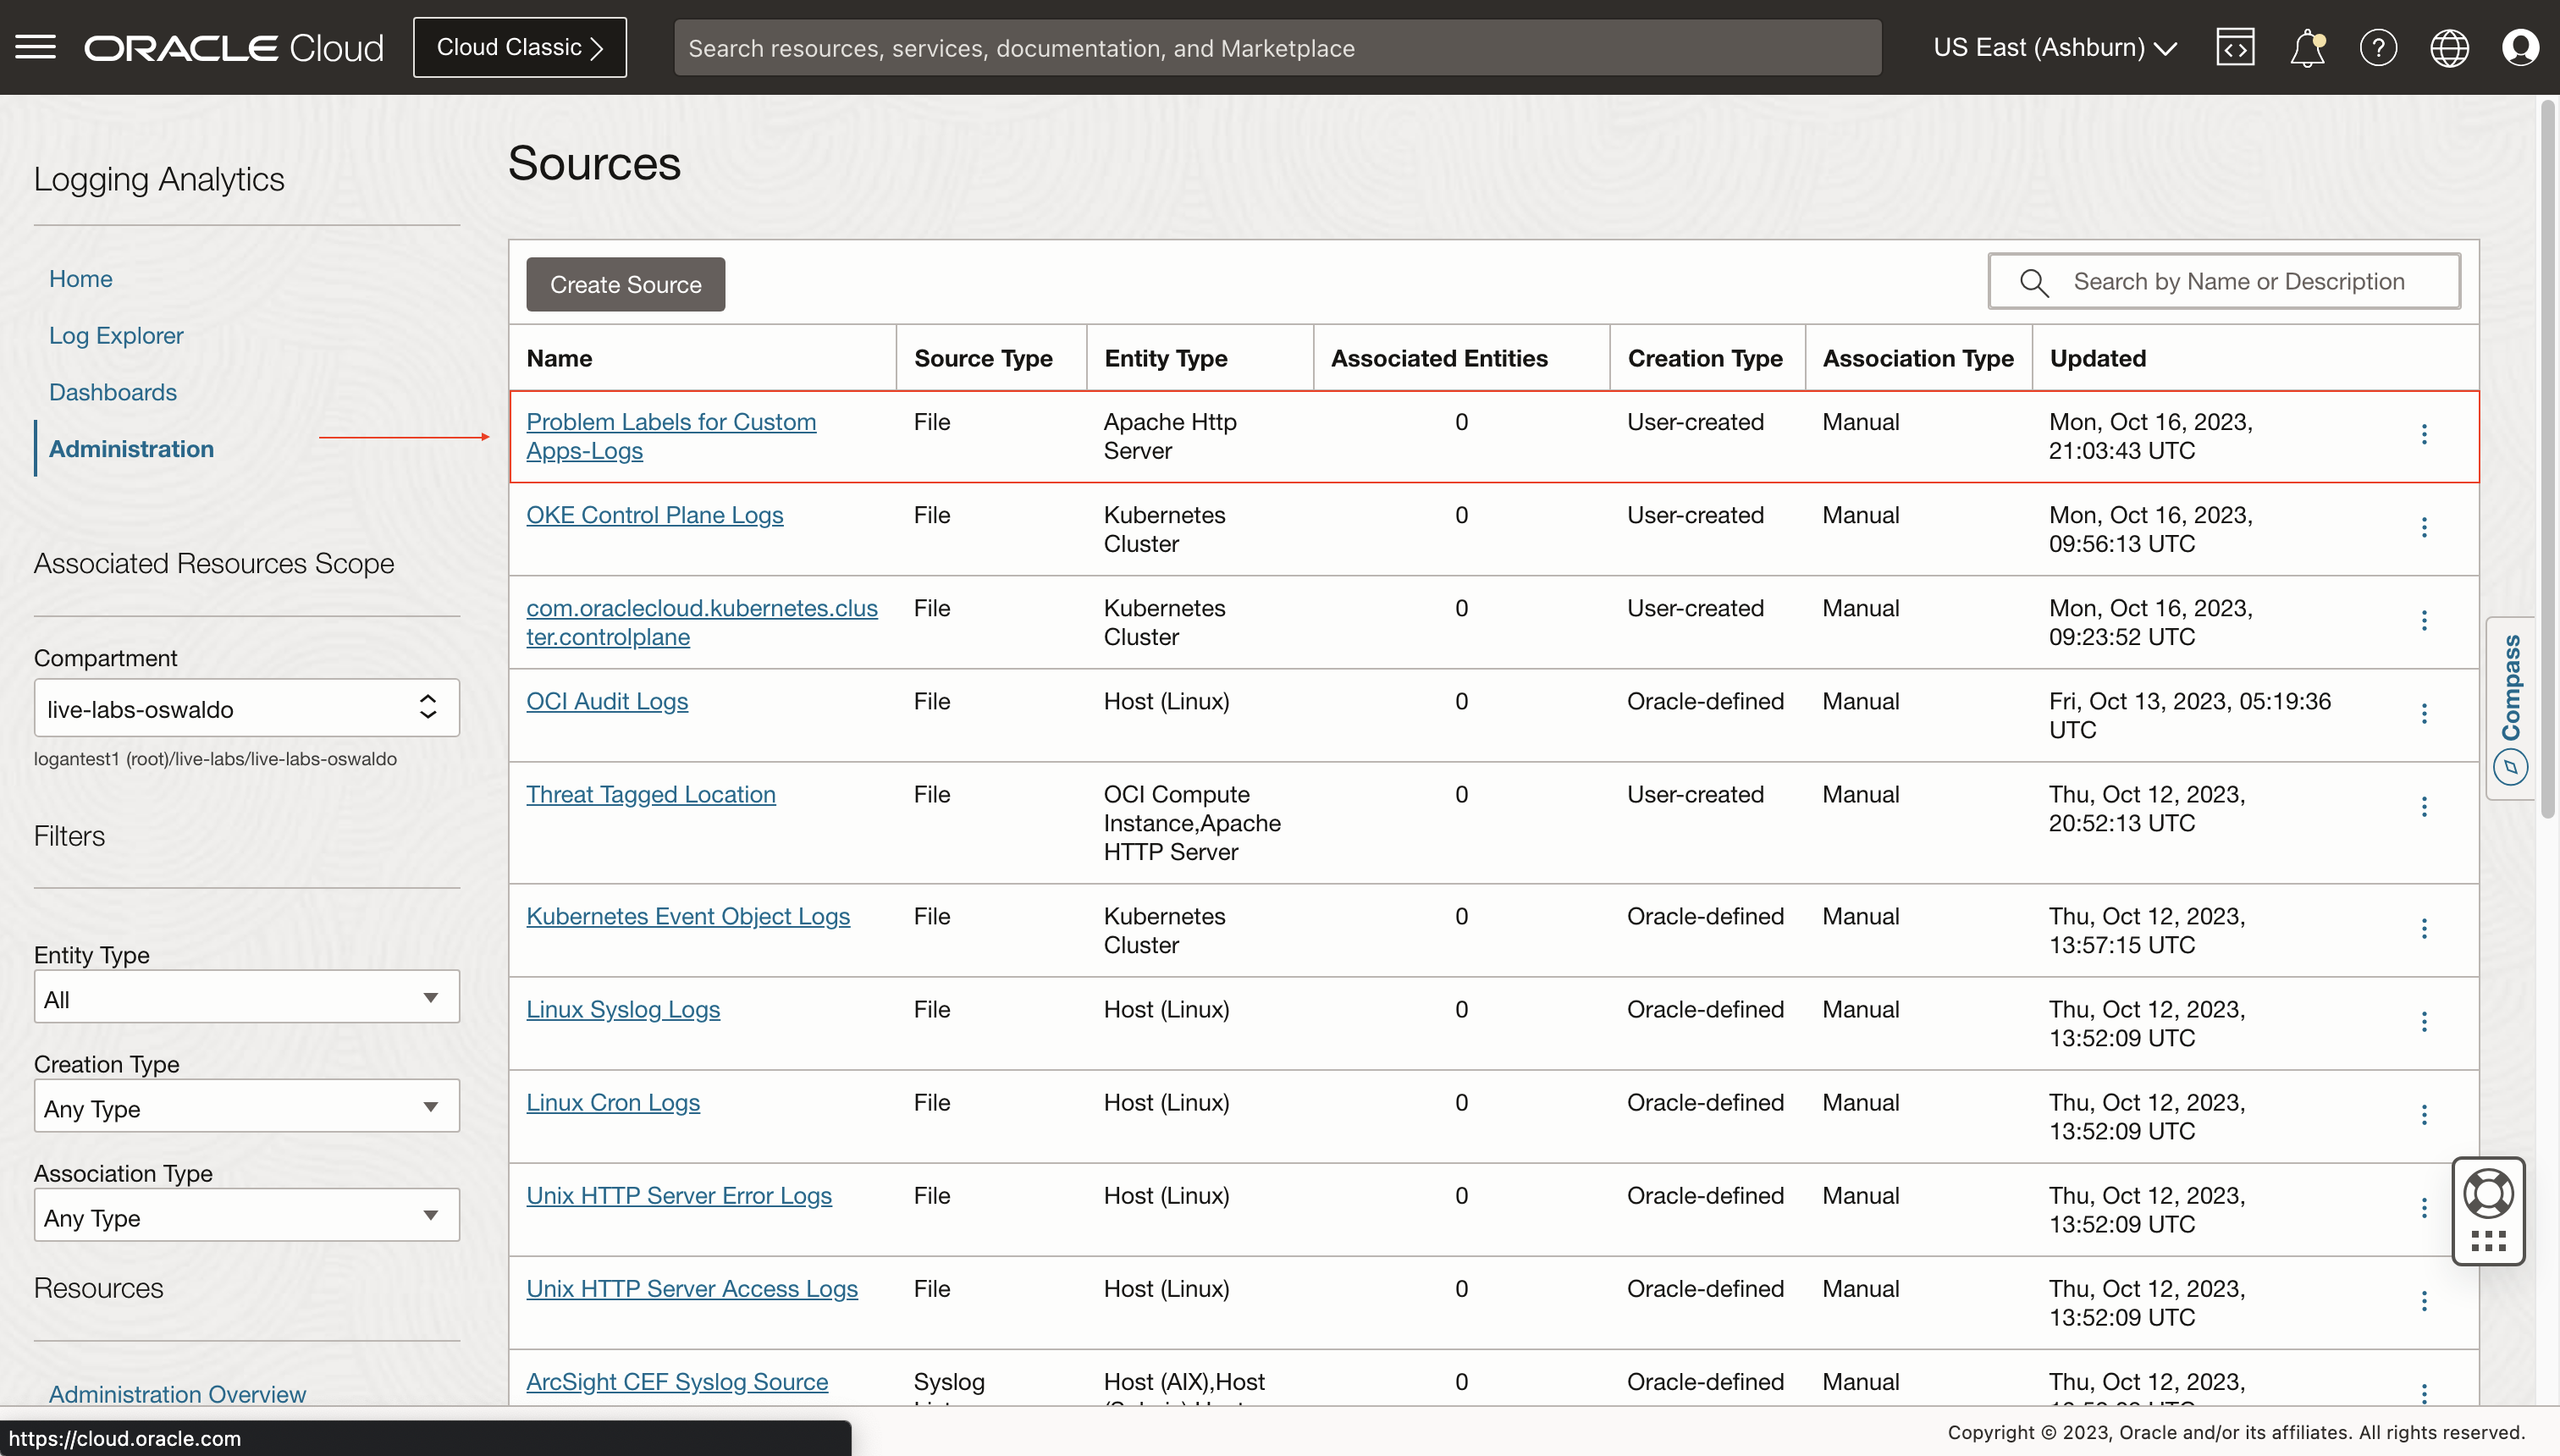 ORACLE Cloud
Cloud Classic
Search resources, services, documentation, and Marketplace
US East (Ashburn)
Logging Analytics
Home
Log Explorer
Dashboards
Administration
Associated Resources Scope
Compartment
live-labs-oswaldo
logantest1 (root)/live-labs/live-labs-oswaldo
Filters
Entity Type
All
Creation Type
Any Type
Association Type
Any Type
Resources
Administration Overview
https://cloud.oracle.com
Sources
Create Source
Search by Name or Description
Name Source Type Entity Type Associated Entities Creation Type Association Type Updated
Problem Labels for Custom File Apache Http 0 User-created Manual Mon, Oct 16, 2023,
Apps-Logs Server 21:03:43 UTC
OKE Control Plane Logs File Kubernetes 0 User-created Manual Mon, Oct 16, 2023,
Cluster 09:56:13 UTC
com.oraclecloud.kubernetes.clus File Kubernetes 0 User-created Manual Mon, Oct 16, 2023,
ter.controlplane Cluster 09:23:52 UTC
OCI Audit Logs File Host (Linux) 0 Oracle-defined Manual Fri, Oct 13, 2023, 05:19:36
UTC
Threat Tagged Location File OCI Compute 0 User-created Manual Thu, Oct 12, 2023,
Instance,Apache 20:52:13 UTC
HTTP Server
Kubernetes Event Object Logs File Kubernetes 0 Oracle-defined Manual Thu, Oct 12, 2023,
Cluster 13:57:15 UTC
Linux Syslog Logs File Host (Linux) 0 Oracle-defined Manual Thu, Oct 12, 2023,
13:52:09 UTC
Linux Cron Logs File Host (Linux) 0 Oracle-defined Manual Thu, Oct 12, 2023,
13:52:09 UTC
Unix HTTP Server Error Logs File Host (Linux) 0 Oracle-defined Manual Thu, Oct 12, 2023,
13:52:09 UTC
Unix HTTP Server Access Logs File Host (Linux) 0 Oracle-defined Manual Thu, Oct 12, 2023,
13:52:09 UTC
ArcSight CEF Syslog Source Syslog Host (AIX),Host 0 Oracle-defined Manual Thu, Oct 12, 2023,
Compass
Copyright © 2023, Oracle and/or its affiliates. All rights reserved.